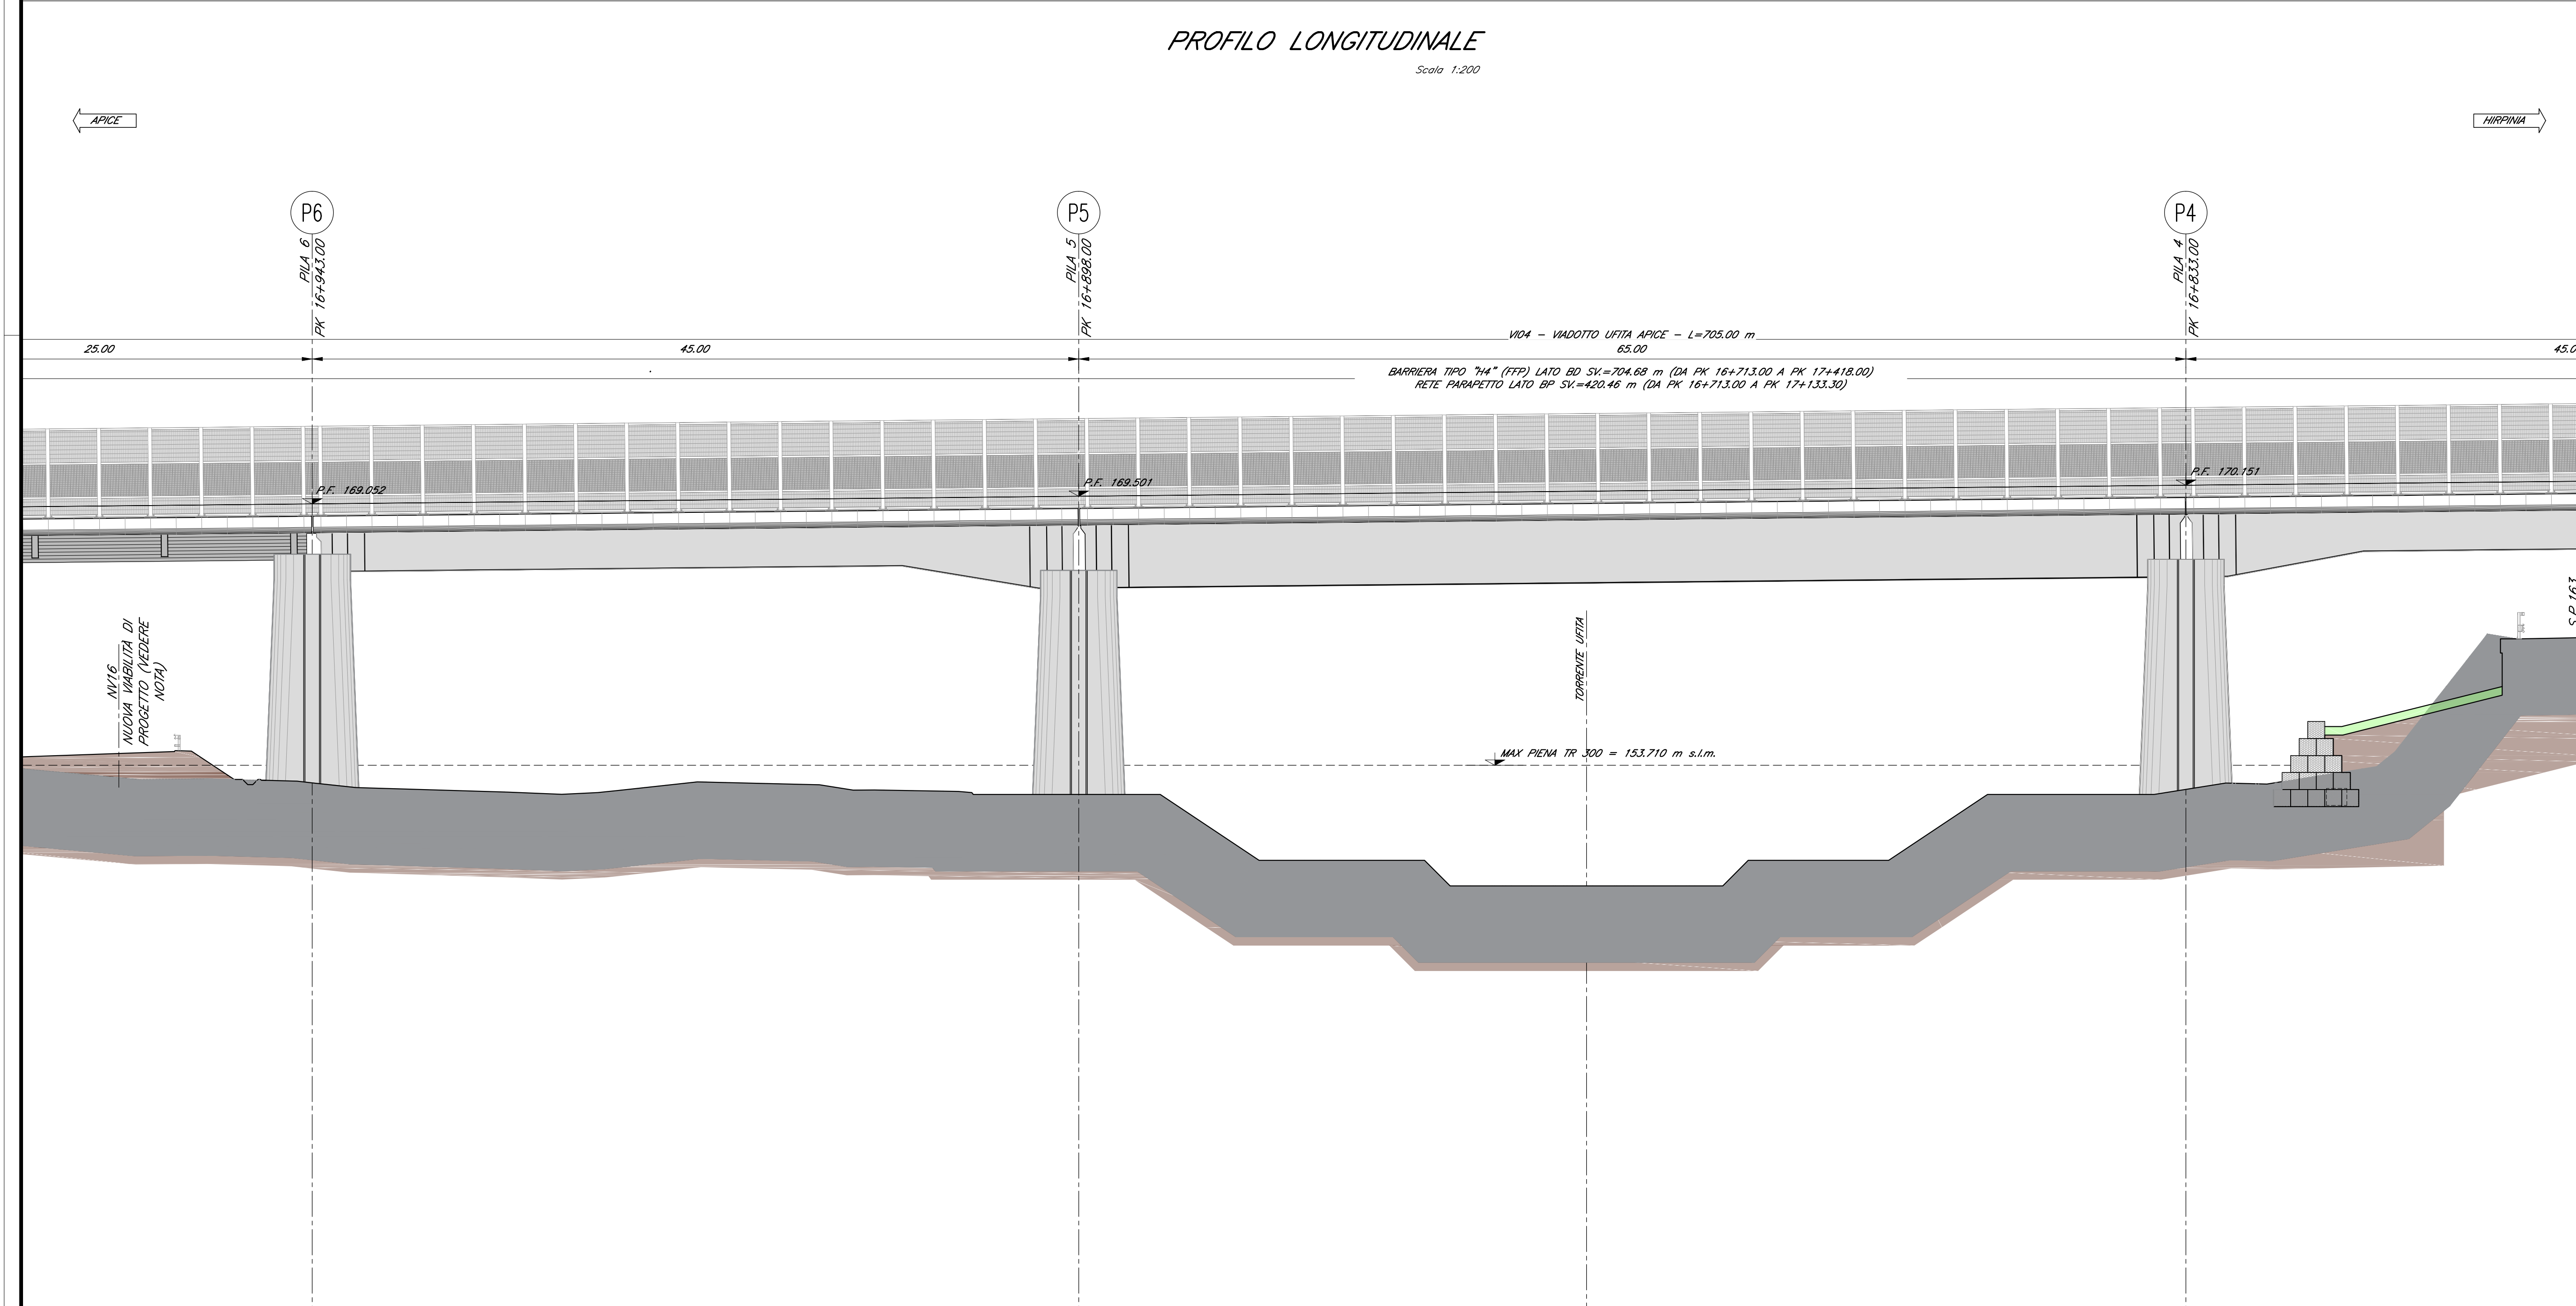 PROFILO LONGITUDINALE
Scala 1:200
APICE
HIRPINIA
P6
P5
P4
PILA 6
PK 16+943.00
PILA 5
PK 16+898.00
PILA 4
PK 16+833.00
VI04 - VIADOTTO UFITA APICE - L=705.00 m
25.00
45.00
65.00
45.0
BARRIERA TIPO "H4" (FFP) LATO BD SV.=704.68 m (DA PK 16+713.00 A PK 17+418.00)
RETE PARAPETTO LATO BP SV.=420.46 m (DA PK 16+713.00 A PK 17+133.30)
P.F. 169.052
P.F. 169.501
P.F. 170.151
NV16
NUOVA VIABILITÀ DI
PROGETTO (VEDERE
NOTA)
TORRENTE UFITA
S.P. 163
MAX PIENA TR 300 = 153.710 m s.l.m.